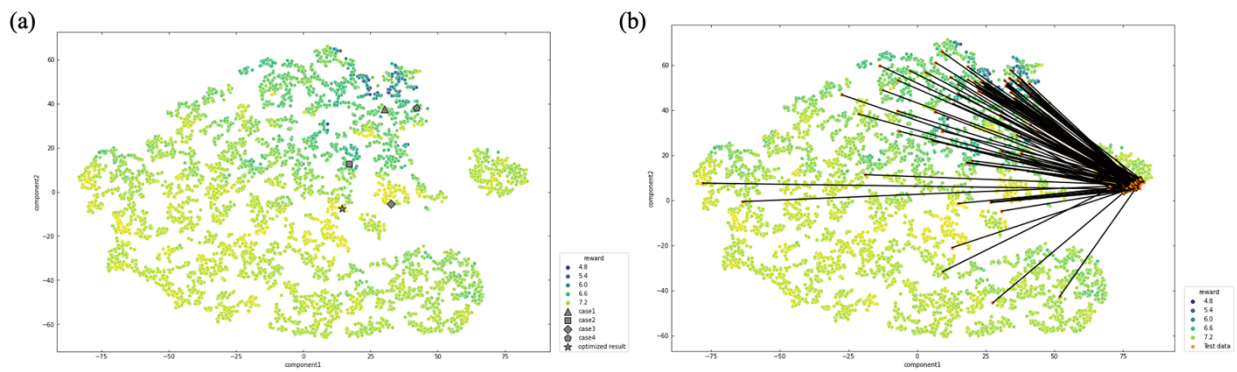 (a)
60
40
20
0
−20
−40
−60
component2
−75
−50
−25
0
25
50
75
component1
reward
4.8
5.4
6.0
6.6
7.2
case1
case2
case3
case4
optimized result
(b)
60
40
20
0
−20
−40
−60
component2
−75
−50
−25
0
25
50
75
component1
reward
4.8
5.4
6.0
6.6
7.2
Test data